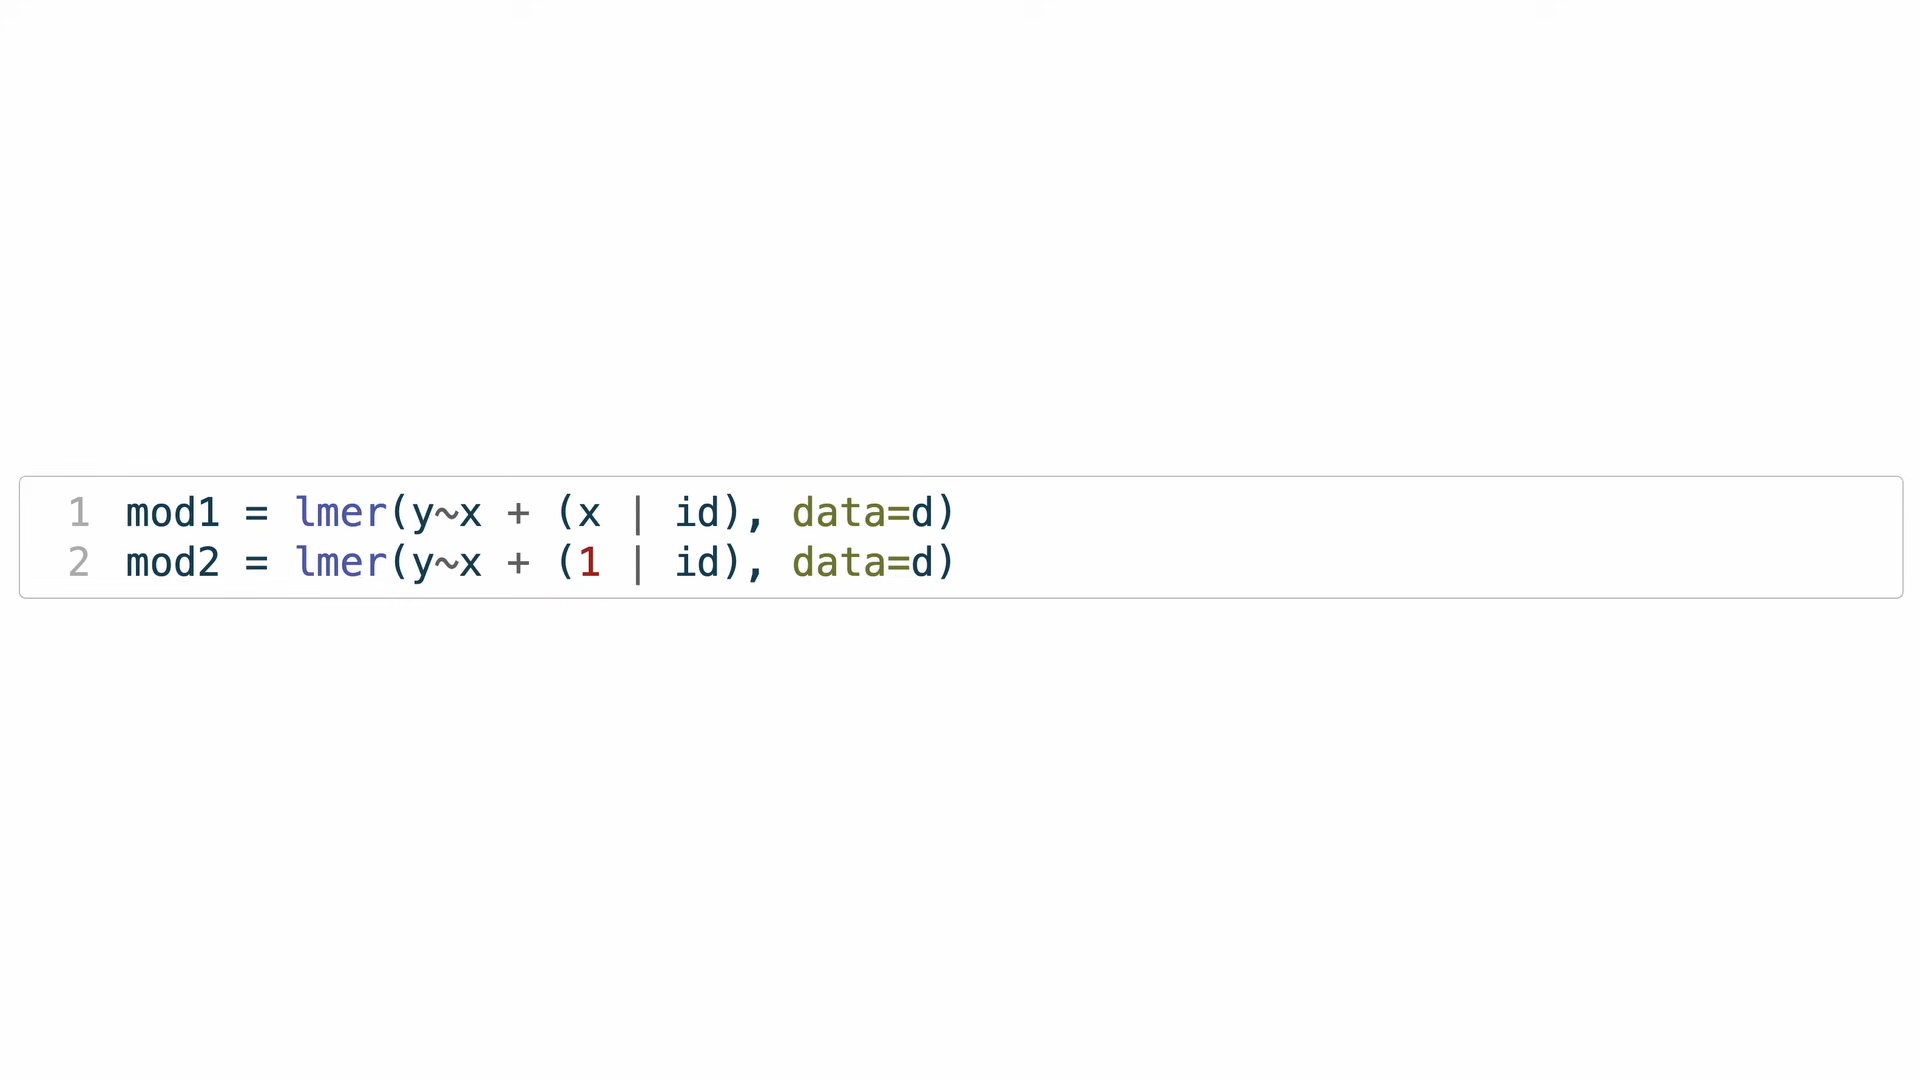 1 mod1 = lmer(y~x + (x | id), data=d)
2 mod2 = lmer(y~x + (1 | id), data=d)